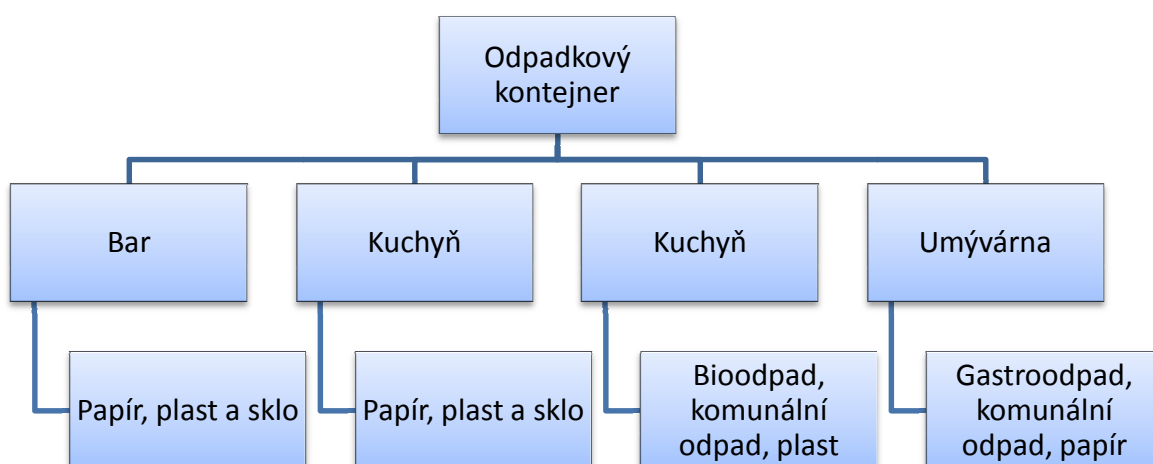 Odpadkový
kontejner
Bar
Kuchyň
Kuchyň
Umývárna
Papír, plast a sklo
Papír, plast a sklo
Bioodpad,
komunální
odpad, plast
Gastroodpad,
komunální
odpad, papír